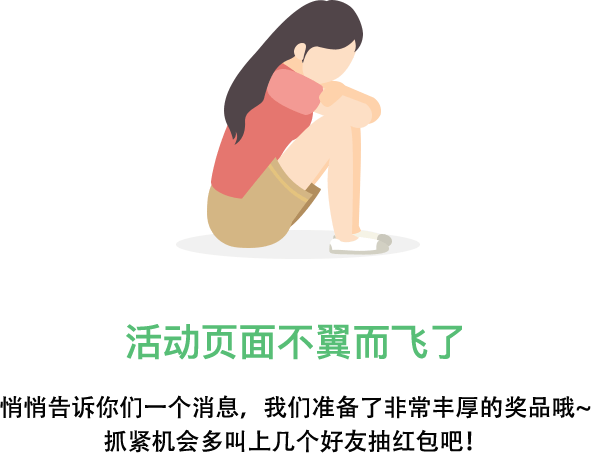 活动页面不翼而飞了
悄悄告诉你们一个消息，我们准备了非常丰厚的奖品哦~
抓紧机会多叫上几个好友抽红包吧！